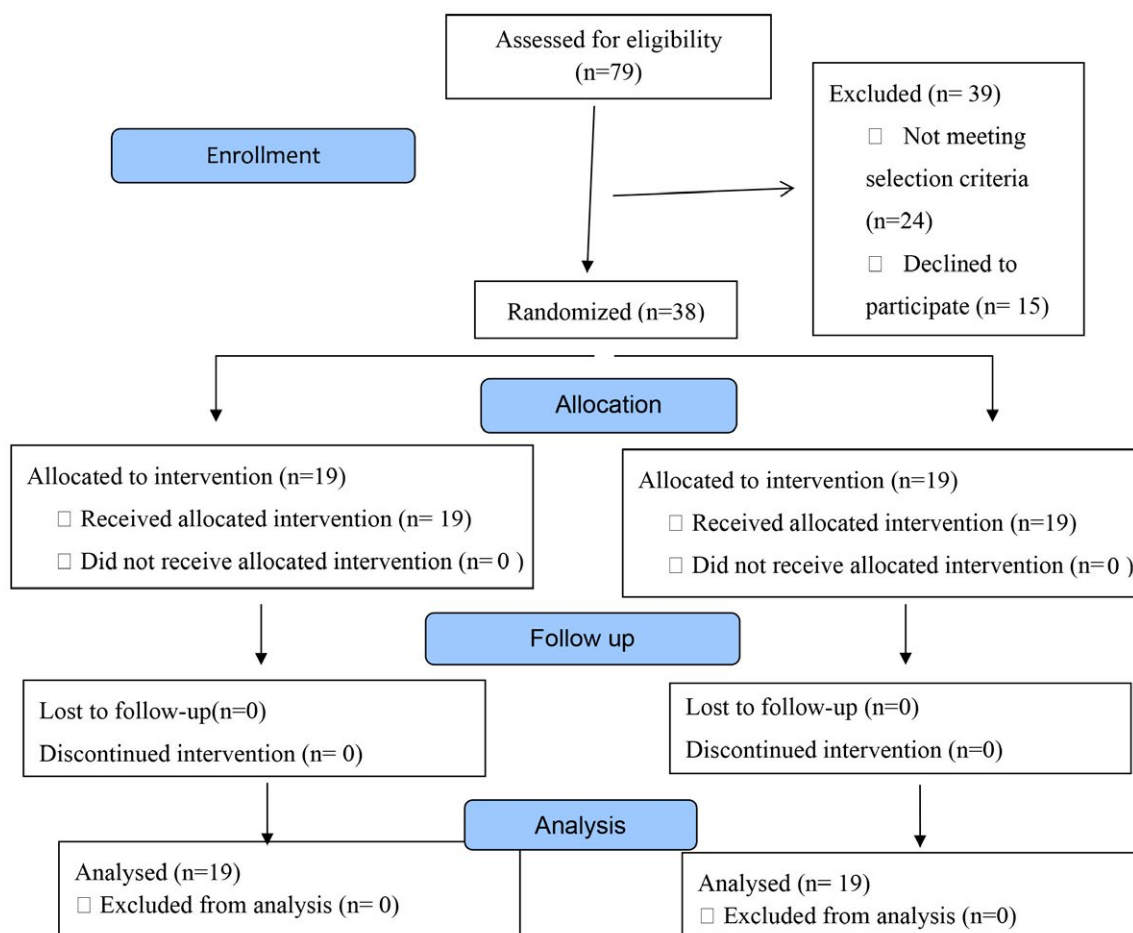 Assessed for eligibility
(n=79)
Excluded (n= 39)
□ Not meeting
selection criteria
(n=24)
□ Declined to
participate (n= 15)
Enrollment
Randomized (n=38)
Allocation
Allocated to intervention (n=19)
□ Received allocated intervention (n= 19)
□ Did not receive allocated intervention (n= 0 )
Allocated to intervention (n=19)
□ Received allocated intervention (n=19)
□ Did not receive allocated intervention (n=0 )
Follow up
Lost to follow-up(n=0)
Discontinued intervention (n= 0)
Lost to follow-up (n=0)
Discontinued intervention (n=0)
Analysis
Analysed (n=19)
□ Excluded from analysis (n= 0)
Analysed (n= 19)
□ Excluded from analysis (n=0)